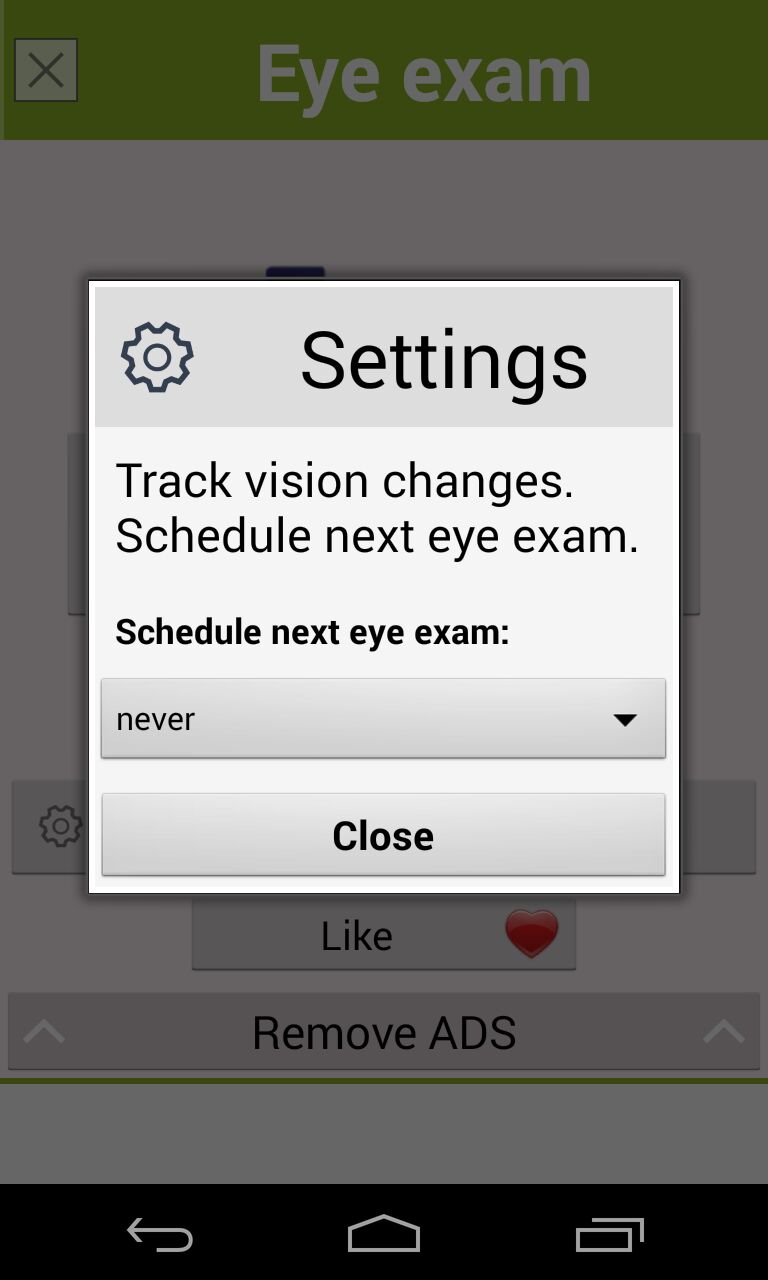 Eye exam
Settings
Track vision changes.
Schedule next eye exam.
Schedule next eye exam:
never
Close
Like
Remove ADS